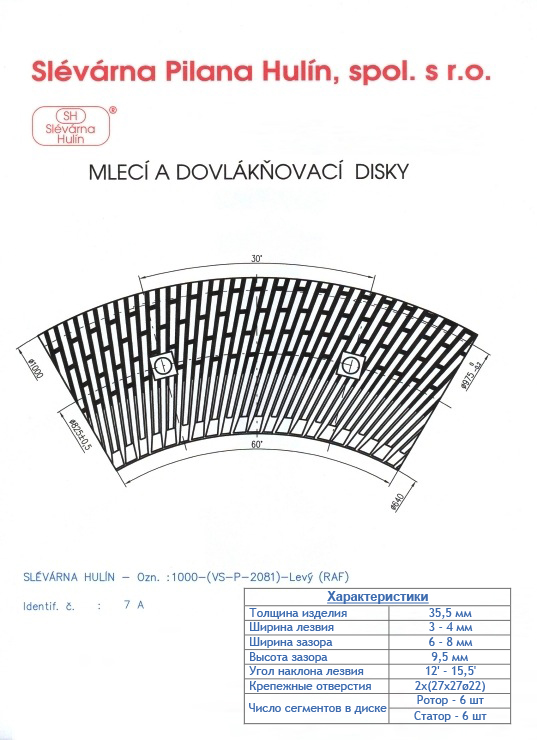 Slévárna Pilana Hulín, spol. s r.o.
SH
®
Slévárna
Hulín
MLECÍ A DOVLÁKŇOVACÍ DISKY
30°
ø1000
ø975 0 -0,2
ø825±0,5
60°
ø640
SLÉVÁRNA HULÍN – Ozn. :1000–(VS–P–2081)–Levý (RAF)
Identif. č. : 7 A
Характеристики
Толщина изделия 35,5 мм
Ширина лезвия 3 - 4 мм
Ширина зазора 6 - 8 мм
Высота зазора 9,5 мм
Угол наклона лезвия 12' - 15,5'
Крепежные отверстия 2x(27x27ø22)
Число сегментов в диске Ротор - 6 шт
Статор - 6 шт